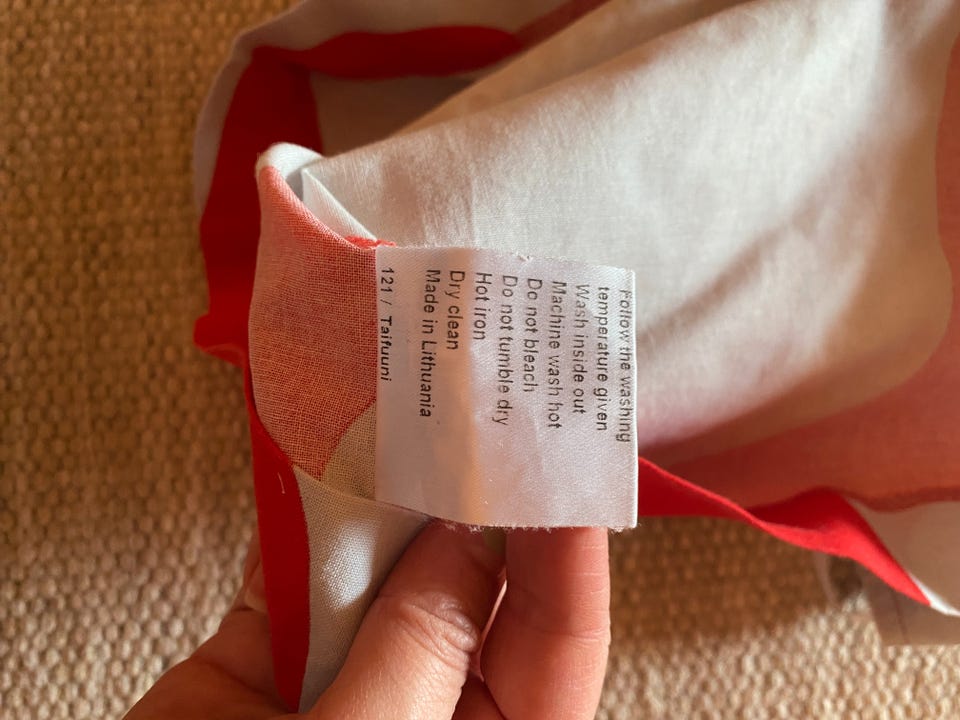 Follow the washing
temperature given
Wash inside out
Machine wash hot
Do not bleach
Do not tumble dry
Hot iron
Dry clean
Made in Lithuania
121 / Taifuuni